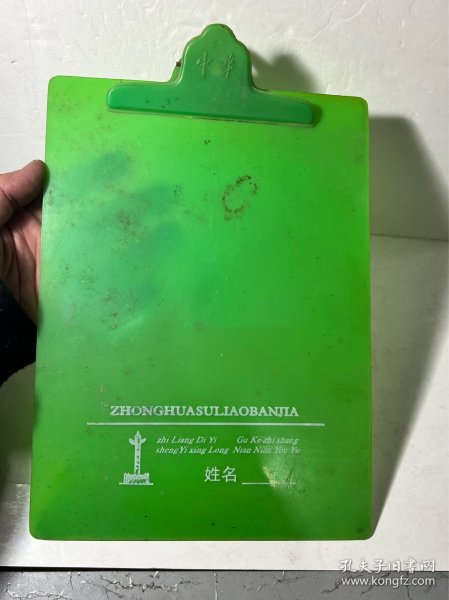 中华
ZHONGHUASULIAOBANJIA
zhi Liang Di Yi Gu Ke zhi shang
sheng Yi xing Long Nian Nian You Yu
姓名
孔夫子旧书网
www.kongfz.com